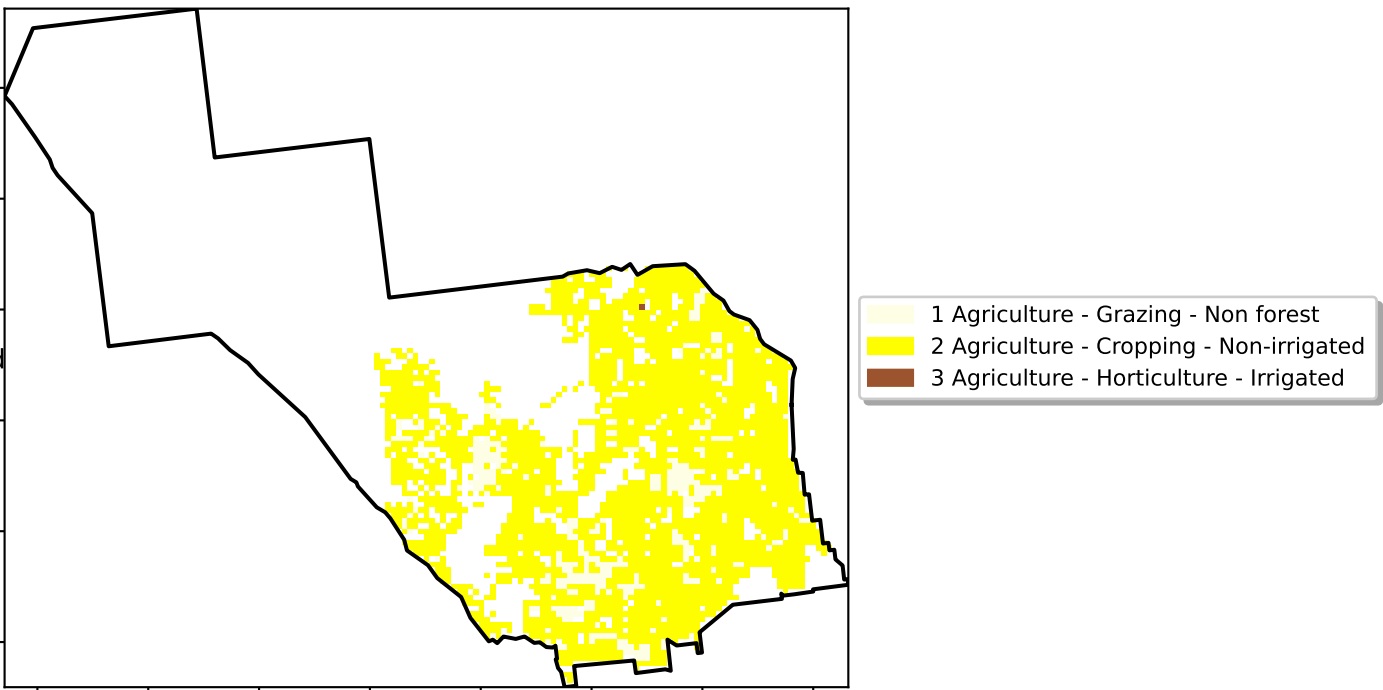 1 Agriculture - Grazing - Non forest
2 Agriculture - Cropping - Non-irrigated
3 Agriculture - Horticulture - Irrigated